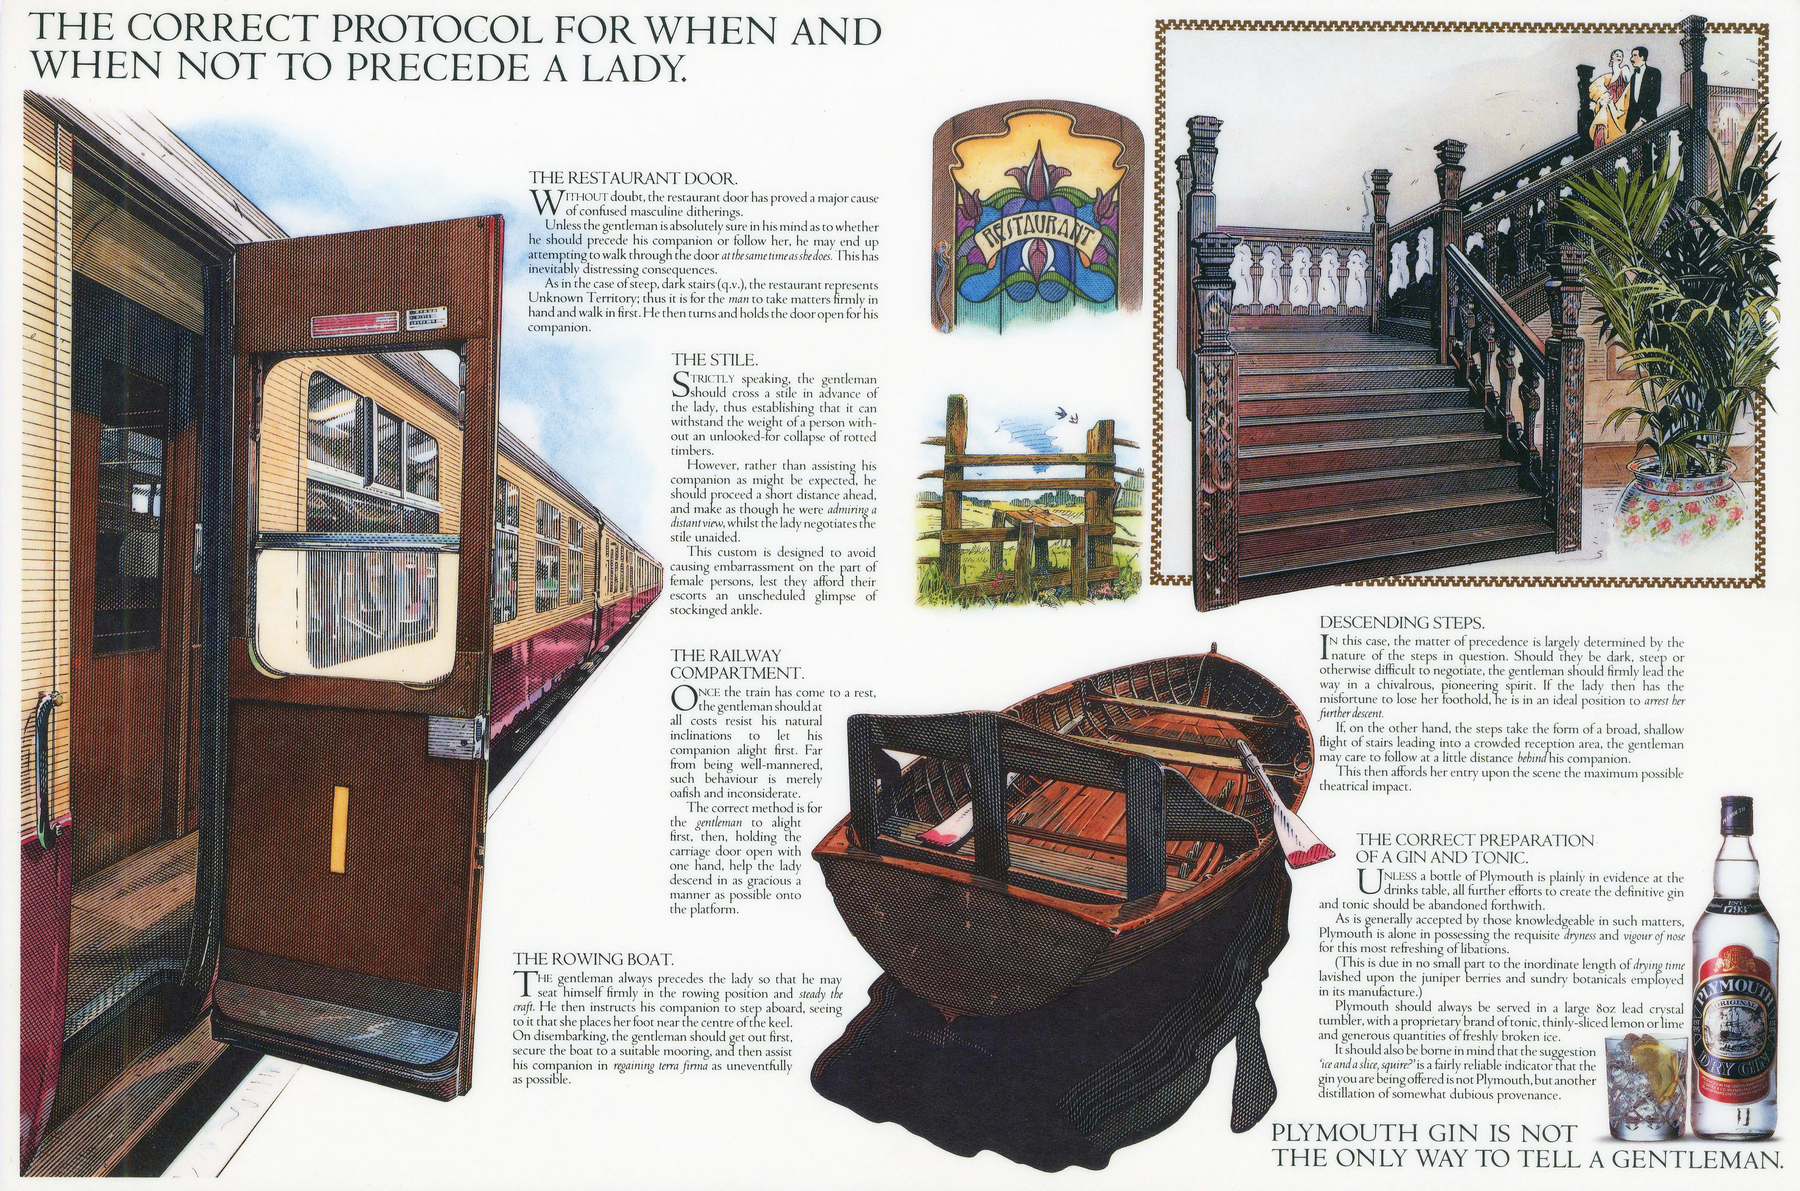 THE CORRECT PROTOCOL FOR WHEN AND
WHEN NOT TO PRECEDE A LADY.
THE RESTAURANT DOOR.
WITHOUT doubt, the restaurant door has proved a major cause
of confused masculine ditherings.
Unless the gentleman is absolutely sure in his mind as to whether
he should precede his companion or follow her, he may end up
attempting to walk through the door at the same time as she does. This has
inevitably distressing consequences.
As in the case of steep, dark stairs (q.v.), the restaurant represents
Unknown Territory; thus it is for the man to take matters firmly in
hand and walk in first. He then turns and holds the door open for his
companion.
RESTAURANT
THE STILE.
STRICTLY speaking, the gentleman
should cross a stile in advance of
the lady, thus establishing that it can
withstand the weight of a person with-
out an unlooked-for collapse of rotted
timbers.
However, rather than assisting his
companion as might be expected, he
should proceed a short distance ahead,
and make as though he were admiring a
distant view, whilst the lady negotiates the
stile unaided.
This custom is designed to avoid
causing embarrassment on the part of
female persons, lest they afford their
escorts an unscheduled glimpse of
stockinged ankle.
THE RAILWAY
COMPARTMENT.
ONCE the train has come to a rest,
the gentleman should at
all costs resist his natural
inclinations to let his
companion alight first. Far
from being well-mannered,
such behaviour is merely
oafish and inconsiderate.
The correct method is for
the gentleman to alight
first, then, holding the
carriage door open with
one hand, help the lady
descend in as gracious a
manner as possible onto
the platform.
THE ROWING BOAT.
THE gentleman always precedes the lady so that he may
seat himself firmly in the rowing position and steady the
craft. He then instructs his companion to step aboard, seeing
to it that she places her foot near the centre of the keel.
On disembarking, the gentleman should get out first,
secure the boat to a suitable mooring, and then assist
his companion in regaining terra firma as uneventfully
as possible.
DESCENDING STEPS.
IN this case, the matter of precedence is largely determined by the
nature of the steps in question. Should they be dark, steep or
otherwise difficult to negotiate, the gentleman should firmly lead the
way in a chivalrous, pioneering spirit. If the lady then has the
misfortune to lose her foothold, he is in an ideal position to arrest her
further descent.
If, on the other hand, the steps take the form of a broad, shallow
flight of stairs leading into a crowded reception area, the gentleman
may care to follow at a little distance behind his companion.
This then affords her entry upon the scene the maximum possible
theatrical impact.
THE CORRECT PREPARATION
OF A GIN AND TONIC.
UNLESS a bottle of Plymouth is plainly in evidence at the
drinks table, all further efforts to create the definitive gin
and tonic should be abandoned forthwith.
As is generally accepted by those knowledgeable in such matters,
Plymouth is alone in possessing the requisite dryness and vigour of nose
for this most refreshing of libations.
(This is due in no small part to the inordinate length of drying time
lavished upon the juniper berries and sundry botanicals employed
in its manufacture.)
Plymouth should always be served in a large 8oz lead crystal
tumbler, with a proprietary brand of tonic, thinly-sliced lemon or lime
and generous quantities of freshly broken ice.
It should also be borne in mind that the suggestion
'ice and a slice, squire?' is a fairly reliable indicator that the
gin you are being offered is not Plymouth, but another
distillation of somewhat dubious provenance.
EST
1793
PLYMOUTH
ORIGINAL
DRY GIN
PLYMOUTH GIN IS NOT
THE ONLY WAY TO TELL A GENTLEMAN.